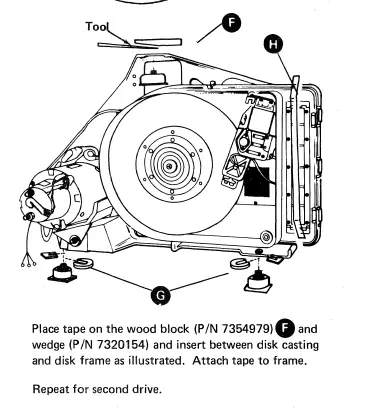 Tool
F
H
G
Place tape on the wood block (P/N 7354979) F and
wedge (P/N 7320154) and insert between disk casting
and disk frame as illustrated. Attach tape to frame.
Repeat for second drive.